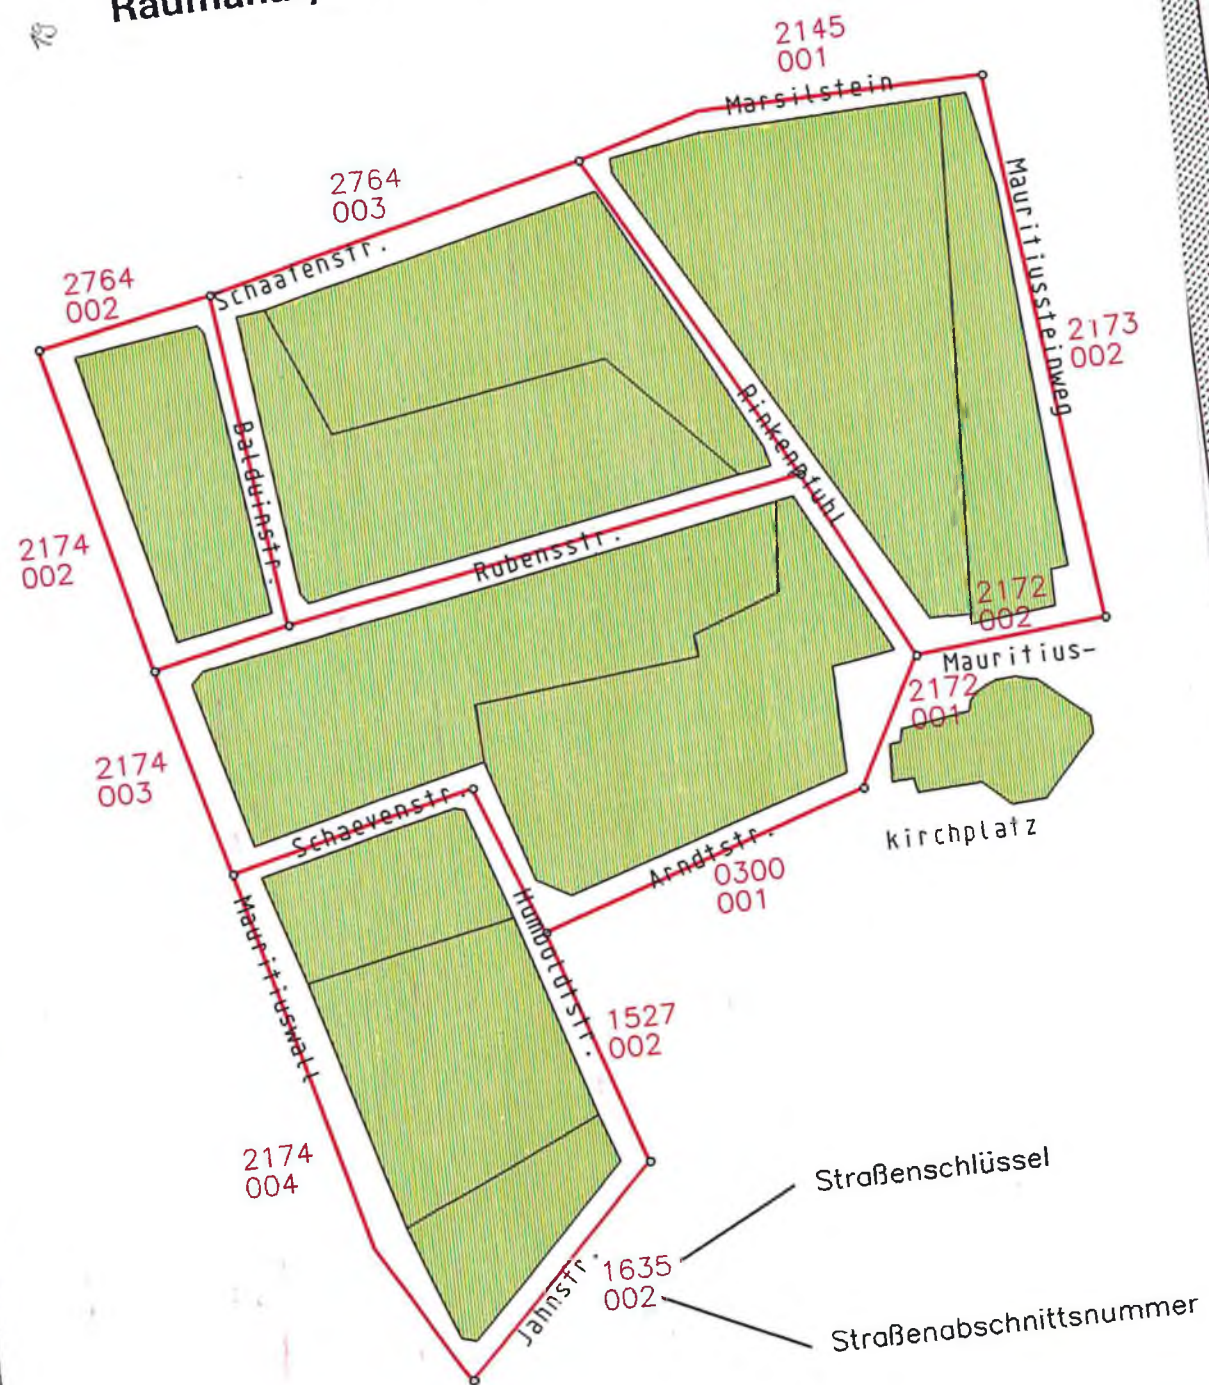 2145
001
Marsilstein
2764
003
Schaafenstr.
Mauritiussteinweg
2764
002
2173
002
Balduinstr.
Rinkenpfuhl
2174
002
Rubensstr.
2172
002
Mauritius-
2172
001
2174
003
Schaevenstr.
kirchplatz
Arndtstr.
0300
001
Mauritiuswall
Humboldtstr.
1527
002
2174
004
Straßenschlüssel
Jahnstr.
1635
002
Straßenabschnittsnummer